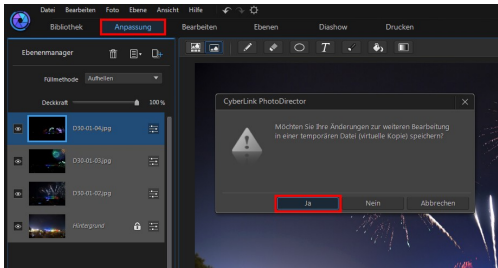 Datei Bearbeiten Foto Ebene Ansicht Hilfe
Bibliothek Anpassung Bearbeiten Ebenen Diashow Drucken
Ebenenmanager
Füllmethode Aufhellen
Deckkraft 100 %
D30-01-04.jpg
D30-01-03.jpg
D30-01-02.jpg
Hintergrund
T
CyberLink PhotoDirector
Möchten Sie Ihre Änderungen zur weiteren Bearbeitung
in einer temporären Datei (virtuelle Kopie) speichern?
Ja Nein Abbrechen